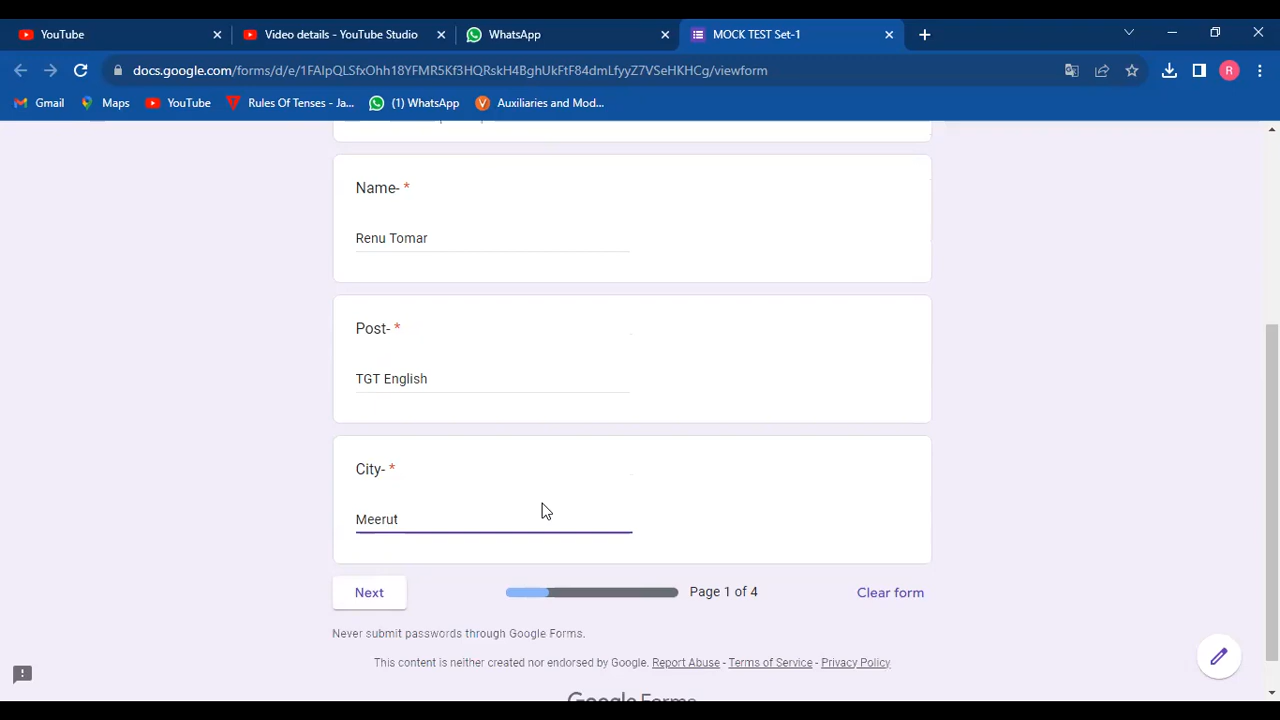 YouTube
Video details - YouTube Studio
WhatsApp
MOCK TEST Set-1
docs.google.com/forms/d/e/1FAIpQLSfxOhh18YFMR5Kf3HQRskH4BghUkFtF84dmLfyyZ7VSeHKHCg/viewform
R
Gmail
Maps
YouTube
Rules Of Tenses - Ja...
(1) WhatsApp
Auxiliaries and Mod...
Name- *
Renu Tomar
Post- *
TGT English
City- *
Meerut
Next
Page 1 of 4
Clear form
Never submit passwords through Google Forms.
This content is neither created nor endorsed by Google. Report Abuse - Terms of Service - Privacy Policy
Google Forms